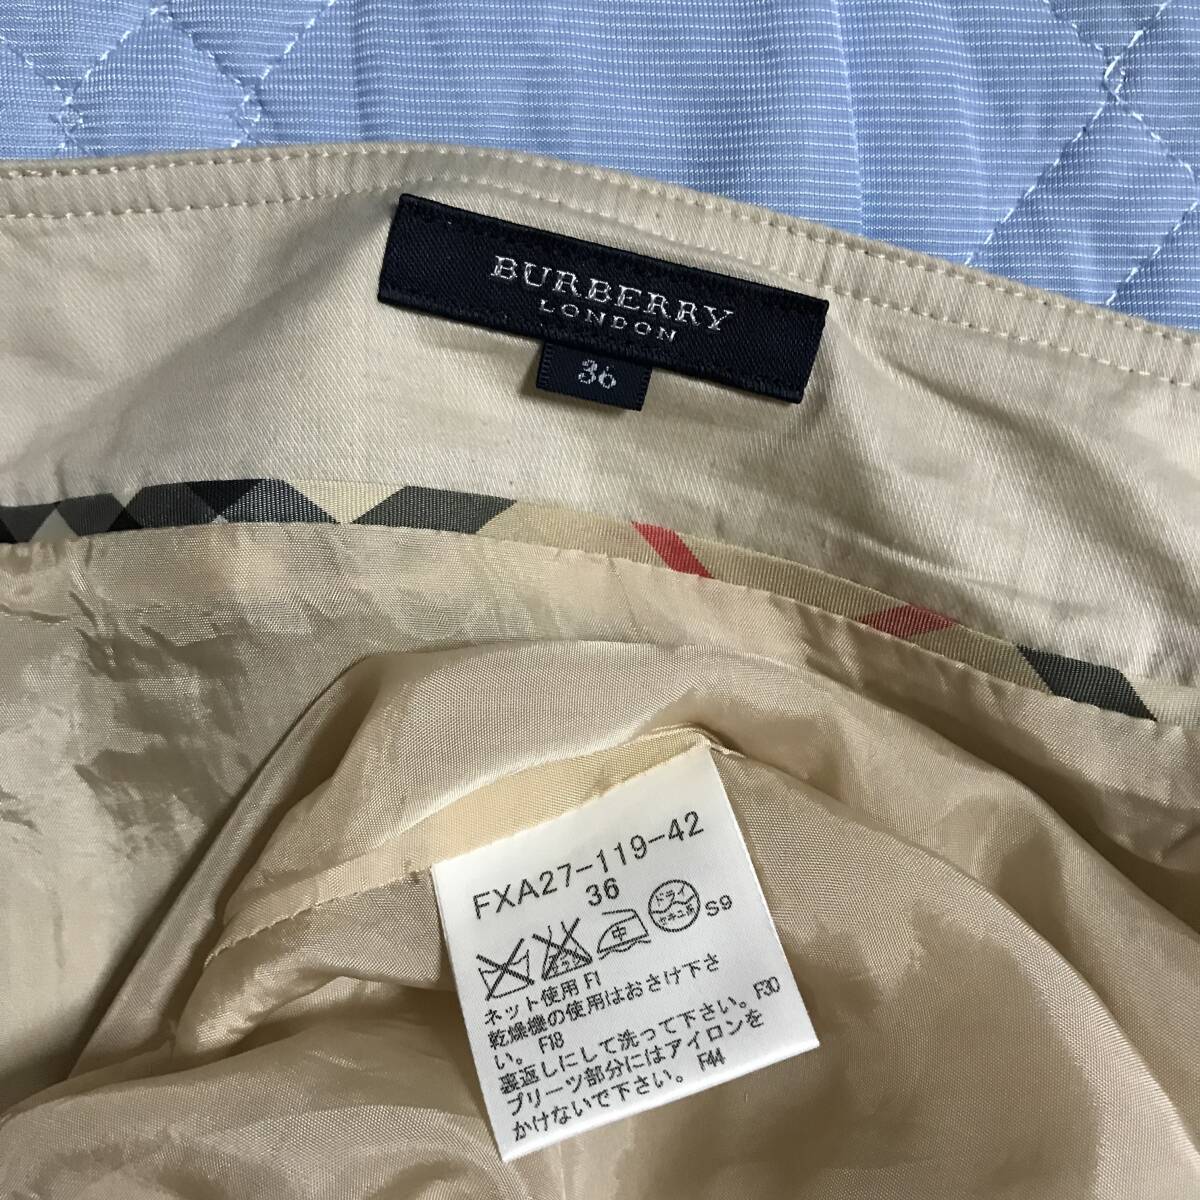 BURBERRY
LONDON
36
FXA27-119-42
36
中
ドライ
セキユ系
S9
ネット使用 F1
乾燥機の使用はおさけ下さ
い。 F18
裏返しにして洗って下さい。 F30
プリーツ部分にはアイロンを
かけないで下さい。 F44